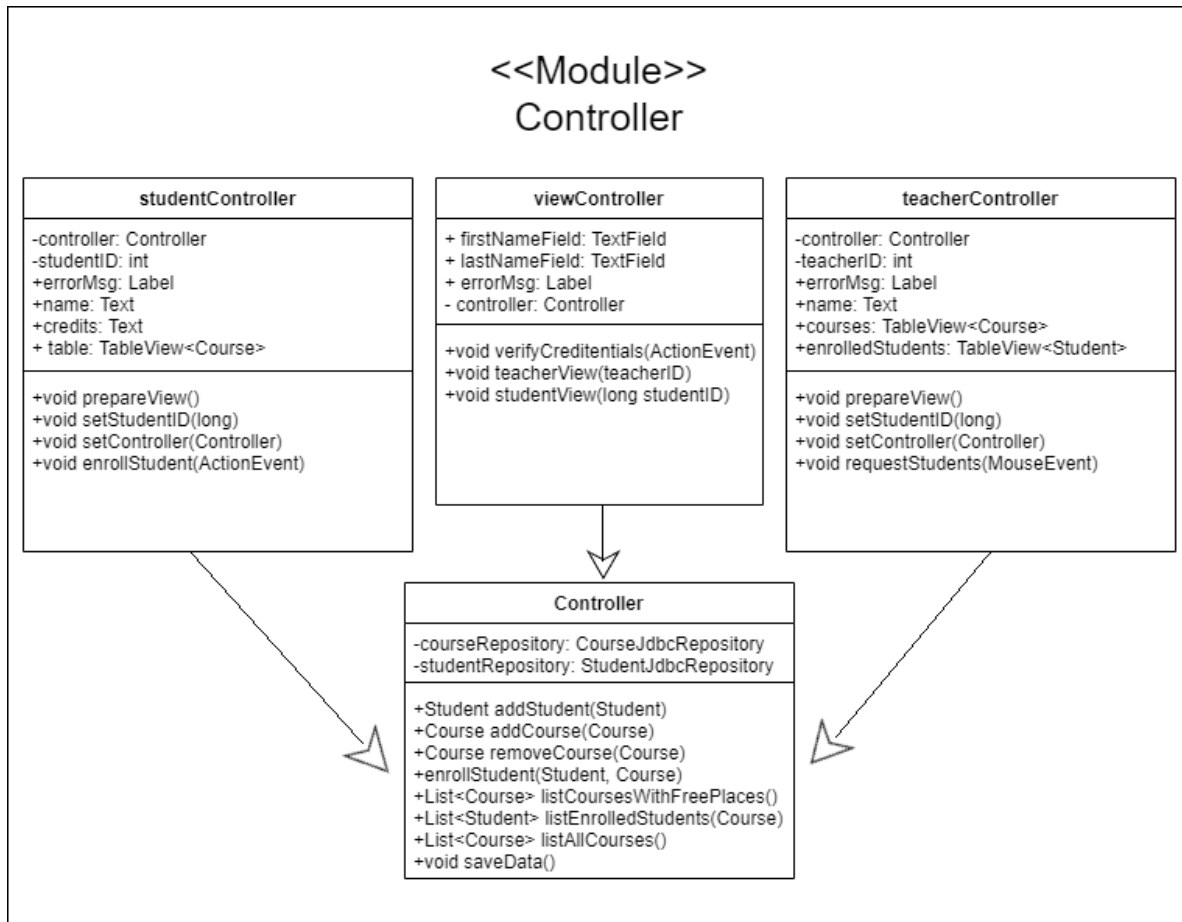 <<Module>>
Controller
studentController
-controller: Controller
-studentID: int
+errorMsg: Label
+name: Text
+credits: Text
+ table: TableView<Course>
+void prepareView()
+void setStudentID(long)
+void setController(Controller)
+void enrollStudent(ActionEvent)
viewController
+ firstNameField: TextField
+ lastNameField: TextField
+ errorMsg: Label
- controller: Controller
+void verifyCreditentials(ActionEvent)
+void teacherView(teacherID)
+void studentView(long studentID)
teacherController
-controller: Controller
-teacherID: int
+errorMsg: Label
+name: Text
+courses: TableView<Course>
+enrolledStudents: TableView<Student>
+void prepareView()
+void setStudentID(long)
+void setController(Controller)
+void requestStudents(MouseEvent)
Controller
-courseRepository: CourseJdbcRepository
-studentRepository: StudentJdbcRepository
+Student addStudent(Student)
+Course addCourse(Course)
+Course removeCourse(Course)
+enrollStudent(Student, Course)
+List<Course> listCoursesWithFreePlaces()
+List<Student> listEnrolledStudents(Course)
+List<Course> listAllCourses()
+void saveData()